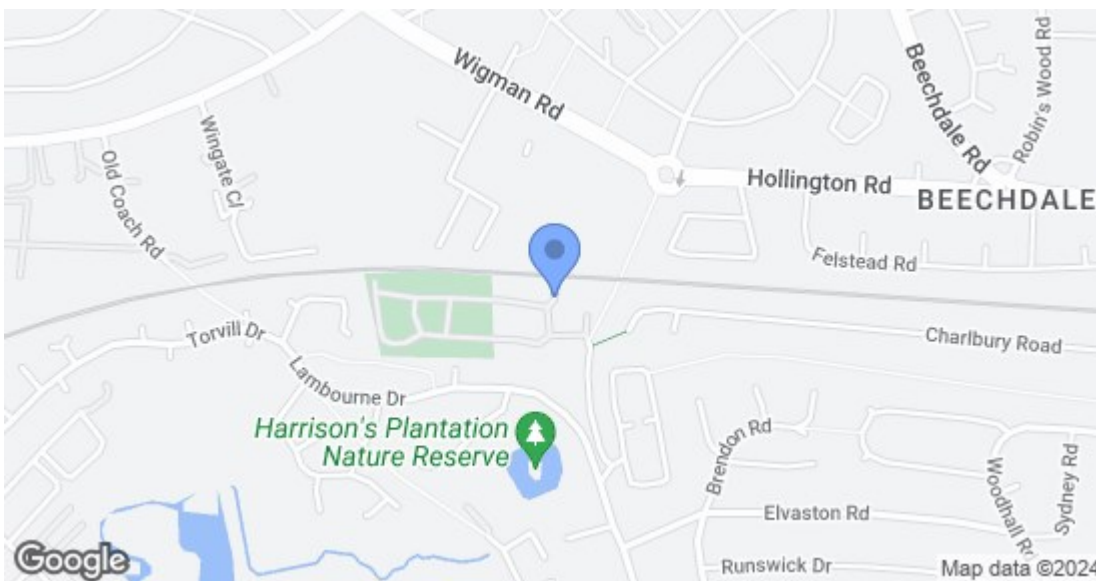 Wigman Rd
Beechdale Rd
Robin's Wood Rd
Wingate Cl
Old Coach Rd
Hollington Rd
BEECHDALE
Felstead Rd
Torvill Dr
Charlbury Road
Lambourne Dr
Harrison's Plantation
Nature Reserve
Brendon Rd
Sydney Rd
Woodhall Rd
Elvaston Rd
Runswick Dr
Google
Map data ©2024